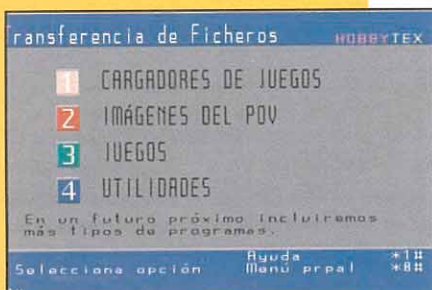 ransferencia de Ficheros HOBBYTEX
1 CARGADORES DE JUEGOS
2 IMÁGENES DEL POV
3 JUEGOS
4 UTILIDADES
En un futuro próximo incluiremos
más tipos de programas.
Ayuda *1#
Selecciona opción Menú prpal *8#